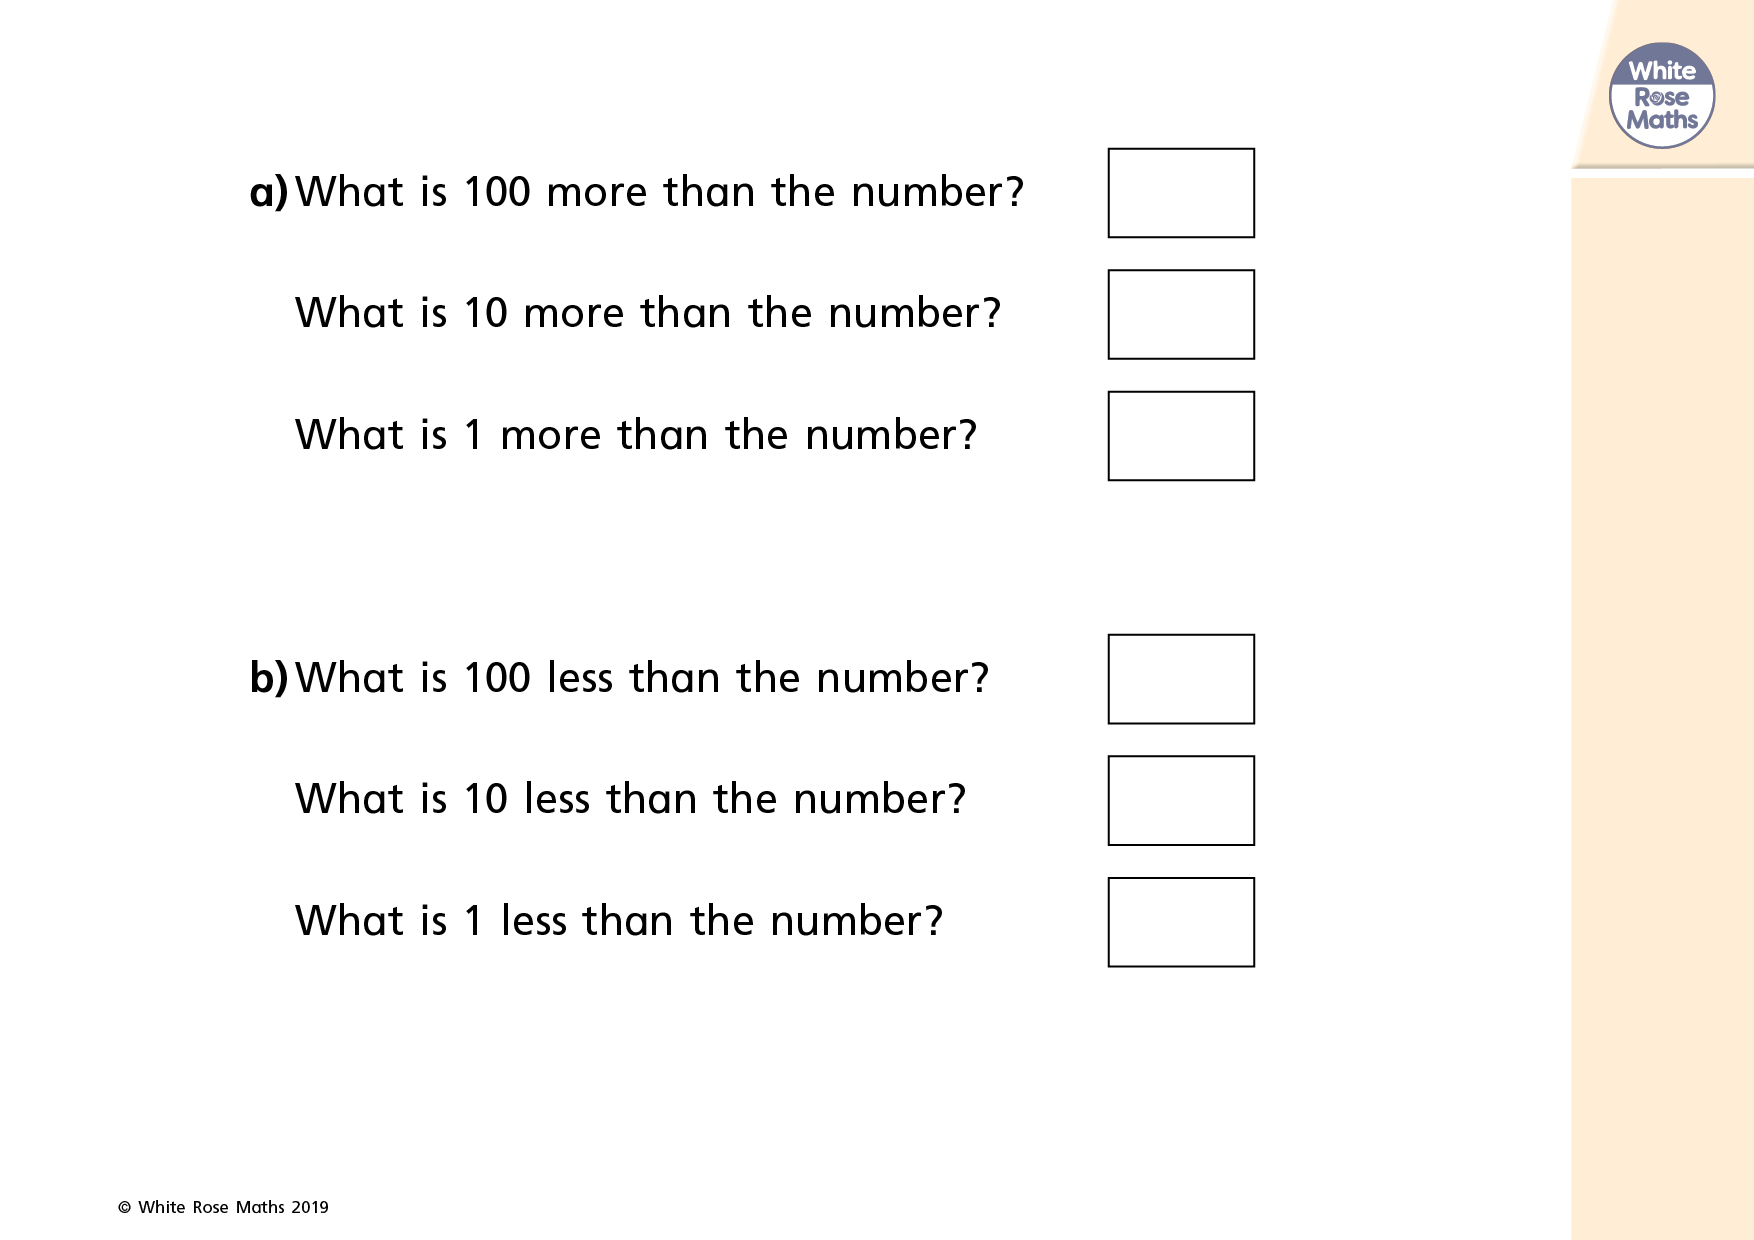 White
Rose
Maths
a) What is 100 more than the number?
What is 10 more than the number?
What is 1 more than the number?
b) What is 100 less than the number?
What is 10 less than the number?
What is 1 less than the number?
© White Rose Maths 2019